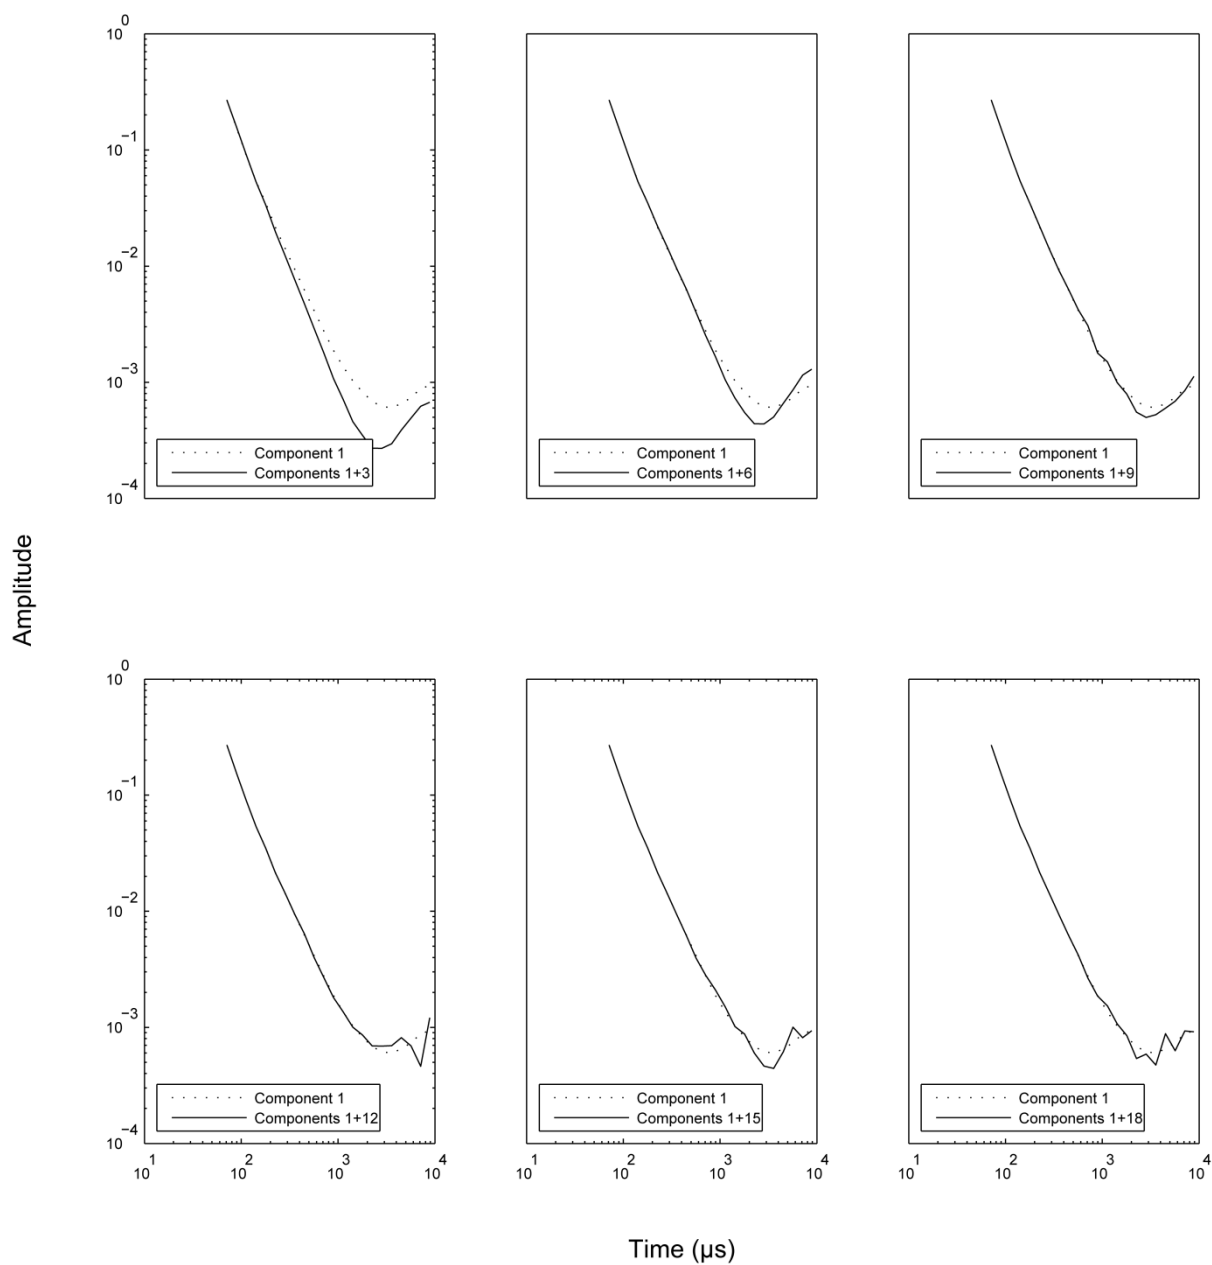 10^0
10^−1
10^−2
10^−3
10^−4
Component 1
Components 1+3
Component 1
Components 1+6
Component 1
Components 1+9
Amplitude
10^0
10^−1
10^−2
10^−3
10^−4
Component 1
Components 1+12
Component 1
Components 1+15
Component 1
Components 1+18
10^1 10^2 10^3 10^4
10^1 10^2 10^3 10^4
10^1 10^2 10^3 10^4
Time (µs)